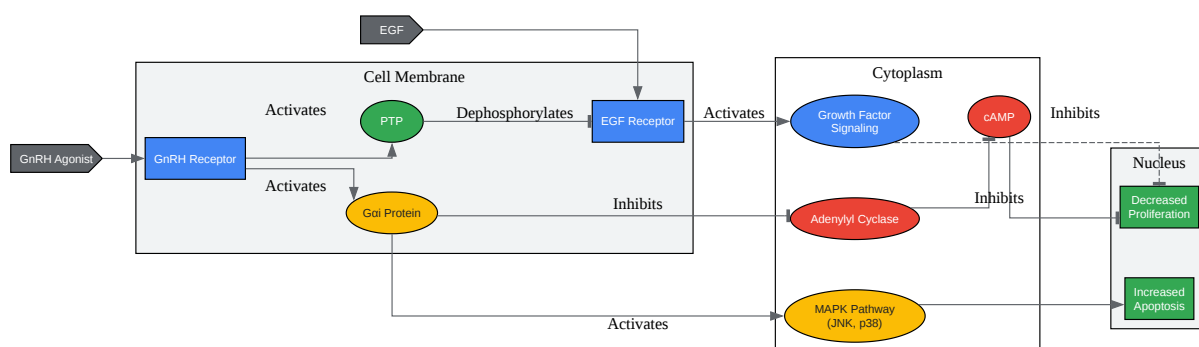 EGF
Cell Membrane
Cytoplasm
Activates
PTP
Dephosphorylates
EGF Receptor
Activates
Growth Factor
Signaling
cAMP
Inhibits
GnRH Agonist
GnRH Receptor
Nucleus
Activates
Gαi Protein
Inhibits
Adenylyl Cyclase
Inhibits
Decreased
Proliferation
Increased
Apoptosis
Activates
MAPK Pathway
(JNK, p38)